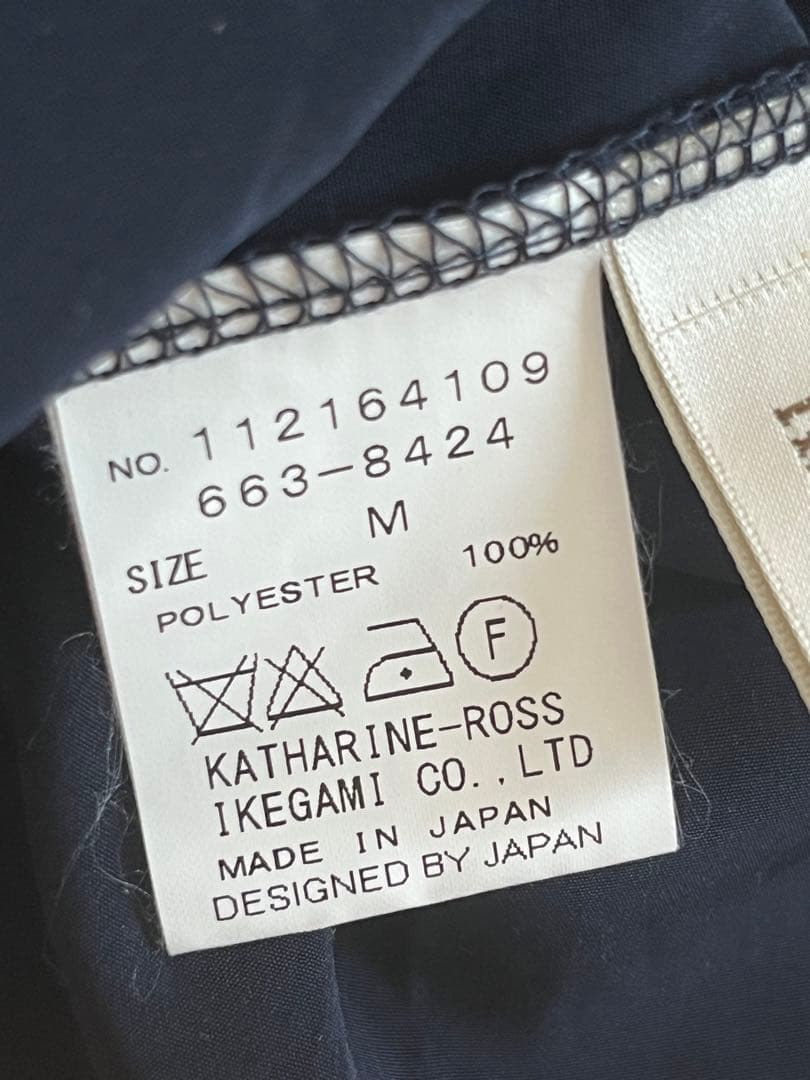 NO. 112164109
663-8424
SIZE M
POLYESTER 100%
F
KATHARINE-ROSS
IKEGAMI CO.,LTD
MADE IN JAPAN
DESIGNED BY JAPAN